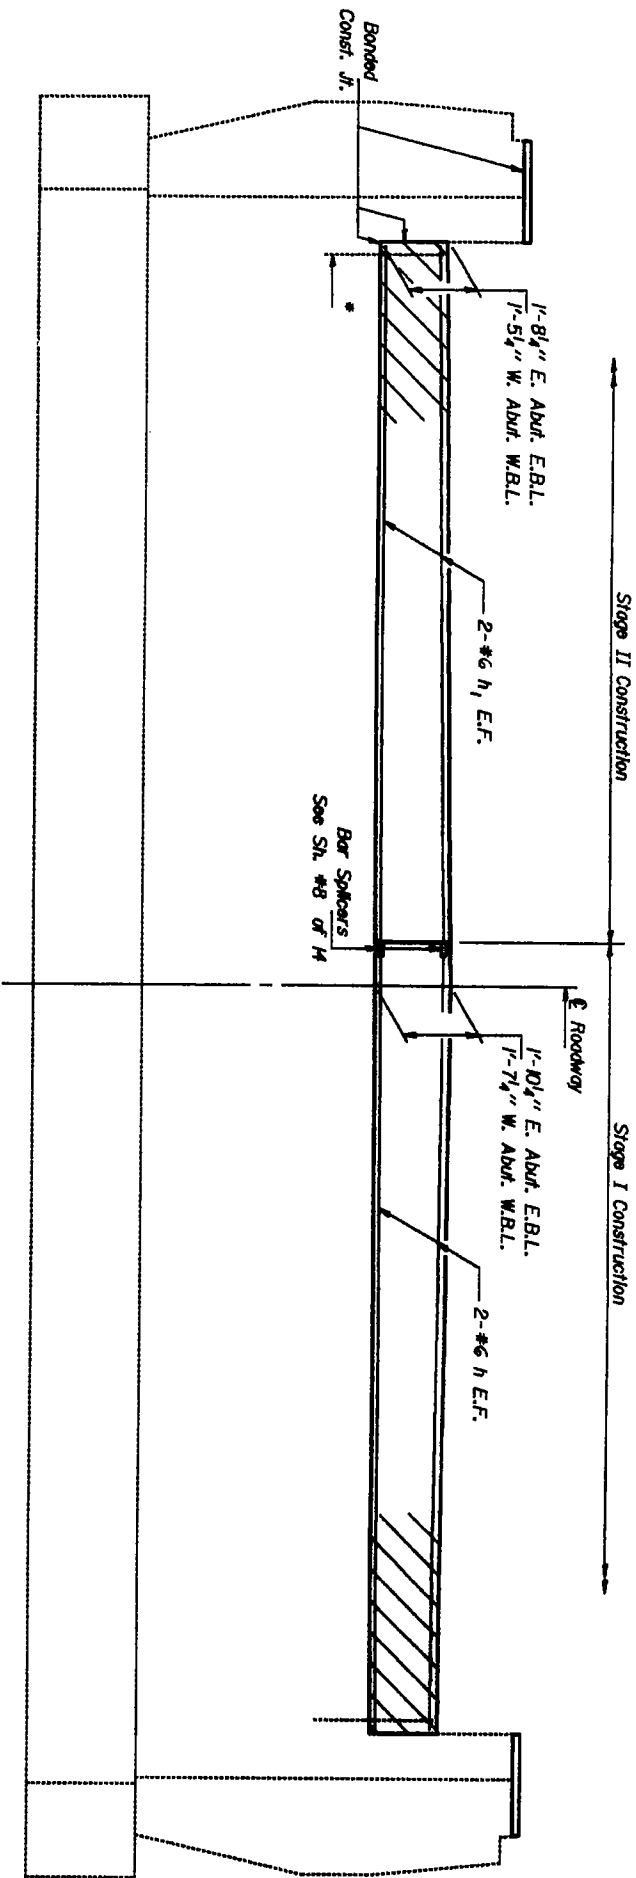 Stage II Construction
Stage I Construction
₵ Roadway
1'-8¼" E. Abut. E.B.L.
1'-5¼" W. Abut. W.B.L.
1'-10¼" E. Abut. E.B.L.
1'-7¼" W. Abut. W.B.L.
2-#6 h₁ E.F.
2-#6 h E.F.
Bonded
Const. Jt.
*
Bar Splicers
See Sh. #8 of 14